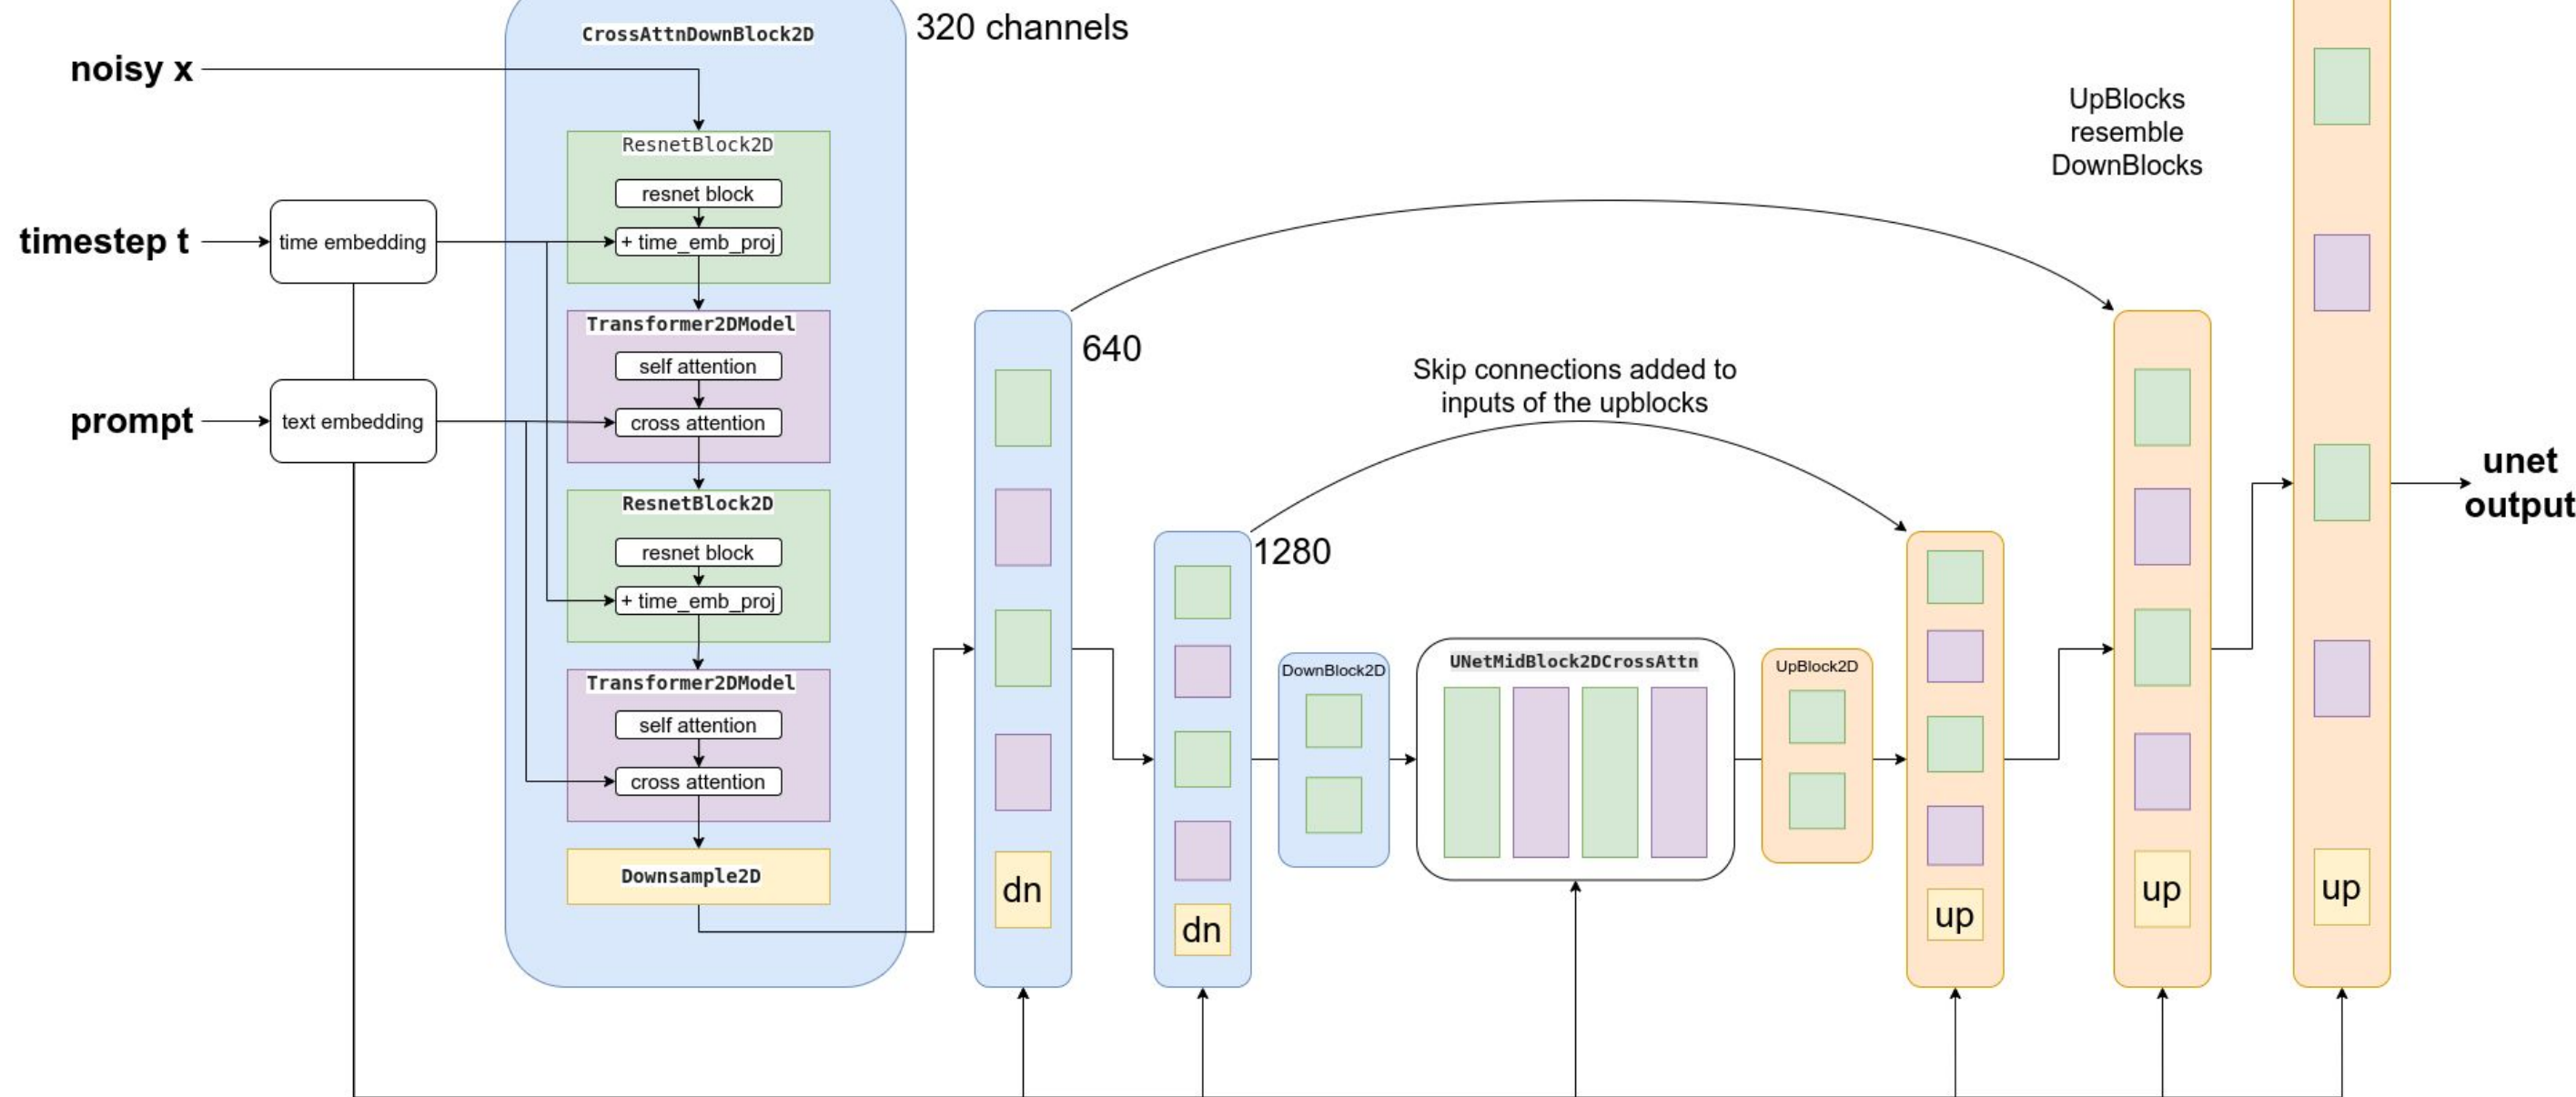 CrossAttnDownBlock2D
320 channels
noisy x
ResnetBlock2D
resnet block
timestep t
time embedding
+ time_emb_proj
Transformer2DModel
self attention
prompt
text embedding
cross attention
ResnetBlock2D
resnet block
+ time_emb_proj
Transformer2DModel
self attention
cross attention
Downsample2D
640
dn
1280
dn
DownBlock2D
Skip connections added to
inputs of the upblocks
UNetMidBlock2DCrossAttn
UpBlock2D
up
UpBlocks
resemble
DownBlocks
up
up
unet
output